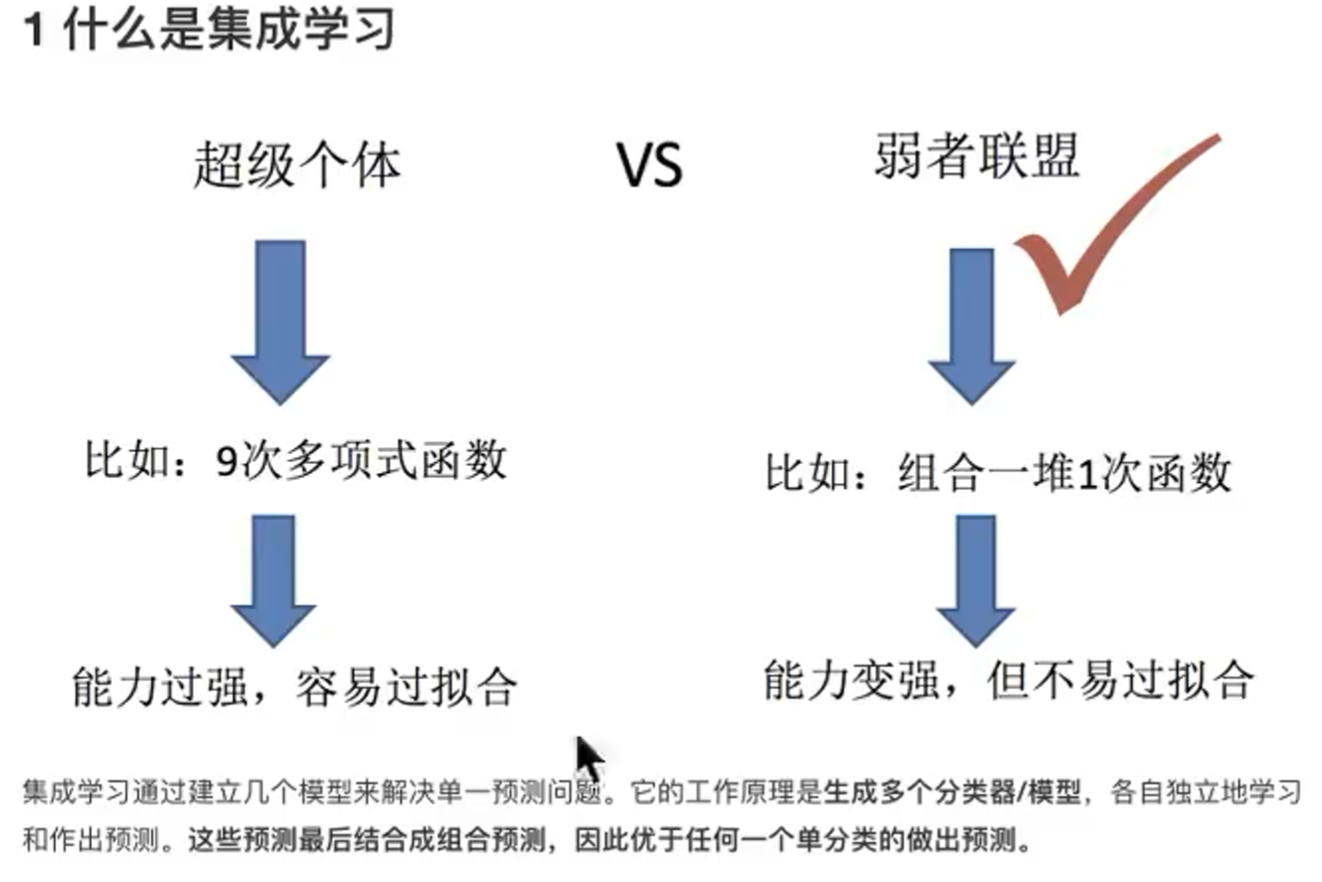 1 什么是集成学习
超级个体
VS
弱者联盟
比如：9次多项式函数
比如：组合一堆1次函数
能力过强，容易过拟合
能力变强，但不易过拟合
集成学习通过建立几个模型来解决单一预测问题。它的工作原理是生成多个分类器/模型，各自独立地学习
和作出预测。这些预测最后结合成组合预测，因此优于任何一个单分类的做出预测。